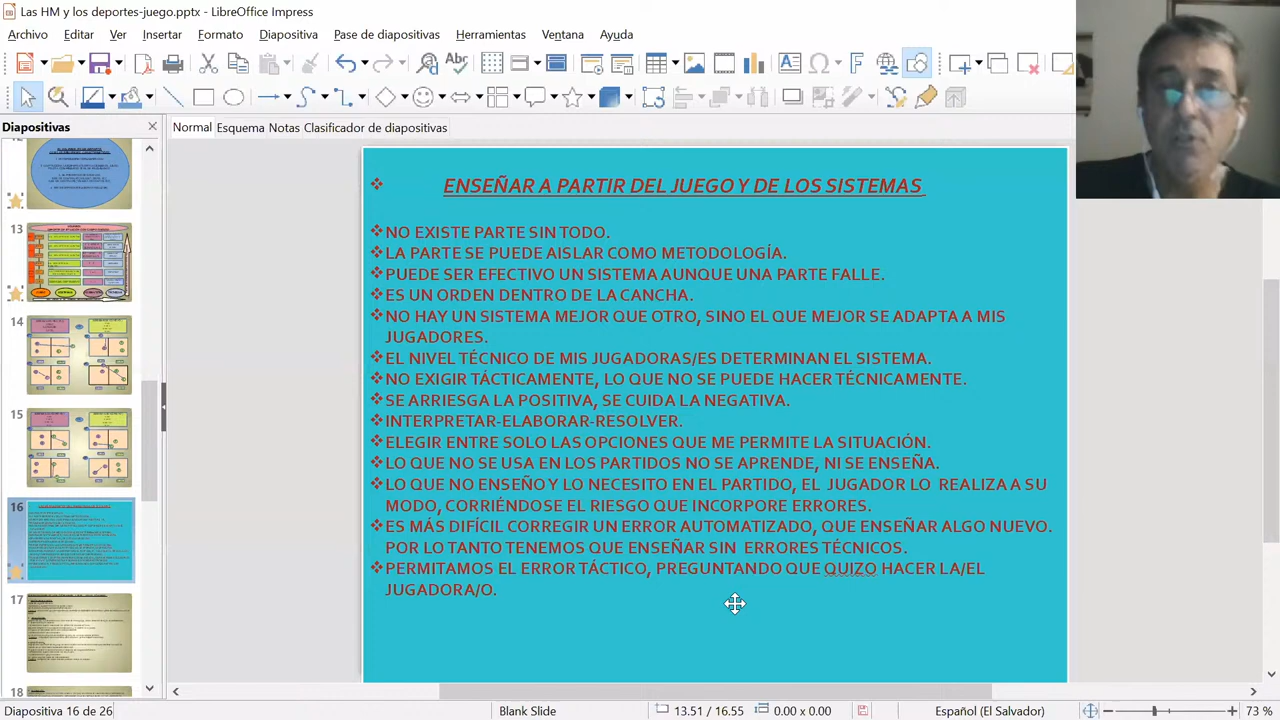 Las HM y los deportes-juego.pptx - LibreOffice Impress
Archivo Editar Ver Insertar Formato Diapositiva Pase de diapositivas Herramientas Ventana Ayuda
Diapositivas
Normal Esquema Notas Clasificador de diapositivas
13
14
15
16
17
18
ENSEÑAR A PARTIR DEL JUEGO Y DE LOS SISTEMAS
NO EXISTE PARTE SIN TODO.
LA PARTE SE PUEDE AISLAR COMO METODOLOGIA.
PUEDE SER EFECTIVO UN SISTEMA AUNQUE UNA PARTE FALLE.
ES UN ORDEN DENTRO DE LA CANCHA.
NO HAY UN SISTEMA MEJOR QUE OTRO, SINO EL QUE MEJOR SE ADAPTA A MIS
JUGADORES.
EL NIVEL TÉCNICO DE MIS JUGADORAS/ES DETERMINAN EL SISTEMA.
NO EXIGIR TÁCTICAMENTE, LO QUE NO SE PUEDE HACER TÉCNICAMENTE.
SE ARRIESGA LA POSITIVA, SE CUIDA LA NEGATIVA.
INTERPRETAR-ELABORAR-RESOLVER.
ELEGIR ENTRE SOLO LAS OPCIONES QUE ME PERMITE LA SITUACIÓN.
LO QUE NO SE USA EN LOS PARTIDOS NO SE APRENDE, NI SE ENSEÑA.
LO QUE NO ENSEÑO Y LO NECESITO EN EL PARTIDO, EL JUGADOR LO REALIZA A SU
MODO, CORRIÉNDOSE EL RIESGO QUE INCORPORE ERRORES.
ES MÁS DIFÍCIL CORREGIR UN ERROR AUTOMATIZADO, QUE ENSEÑAR ALGO NUEVO.
POR LO TANTO TENEMOS QUE ENSEÑAR SIN ERRORES TÉCNICOS.
PERMITAMOS EL ERROR TÁCTICO, PREGUNTANDO QUE QUIZO HACER LA/EL
JUGADORA/O.
Diapositiva 16 de 26 Blank Slide 13.51 / 16.55 0.00 x 0.00 Español (El Salvador) 73 %